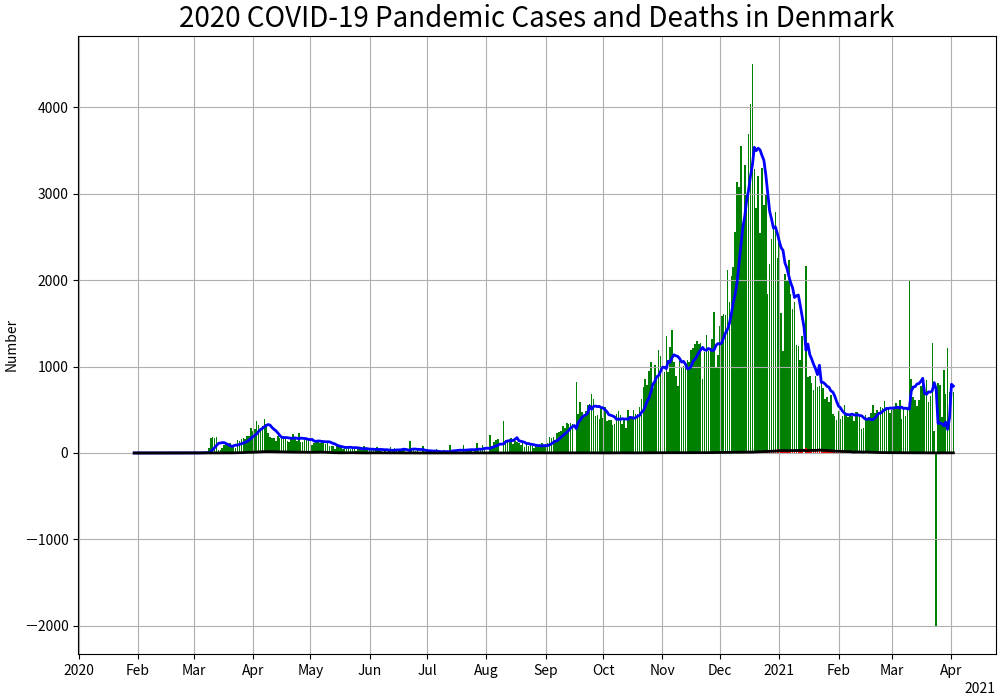 2020 COVID-19 Pandemic Cases and Deaths in Denmark
Number
4000
3000
2000
1000
0
−1000
−2000
2020 Feb Mar Apr May Jun Jul Aug Sep Oct Nov Dec 2021 Feb Mar Apr
2021